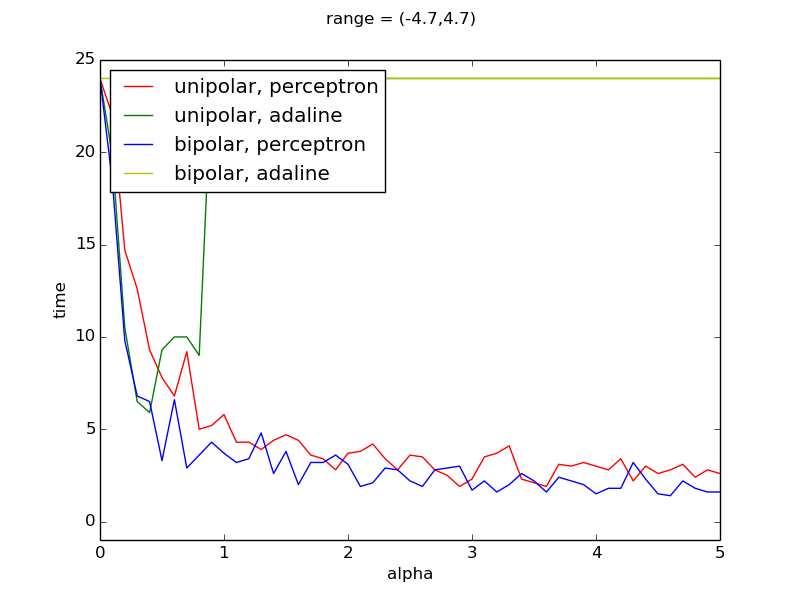 range = (-4.7,4.7)
25
20
15
10
5
0
time
unipolar, perceptron
unipolar, adaline
bipolar, perceptron
bipolar, adaline
0 1 2 3 4 5
alpha